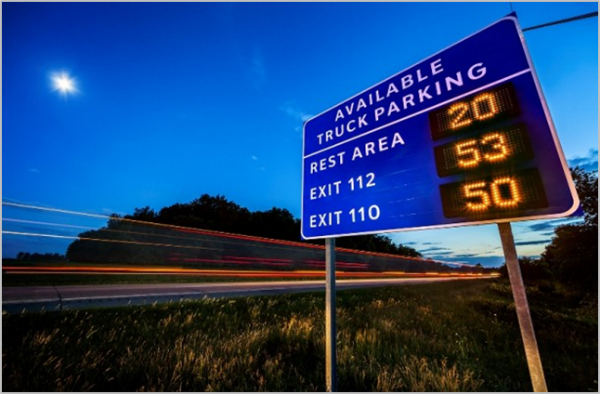 AVAILABLE
TRUCK PARKING
REST AREA 20
EXIT 112 53
EXIT 110 50